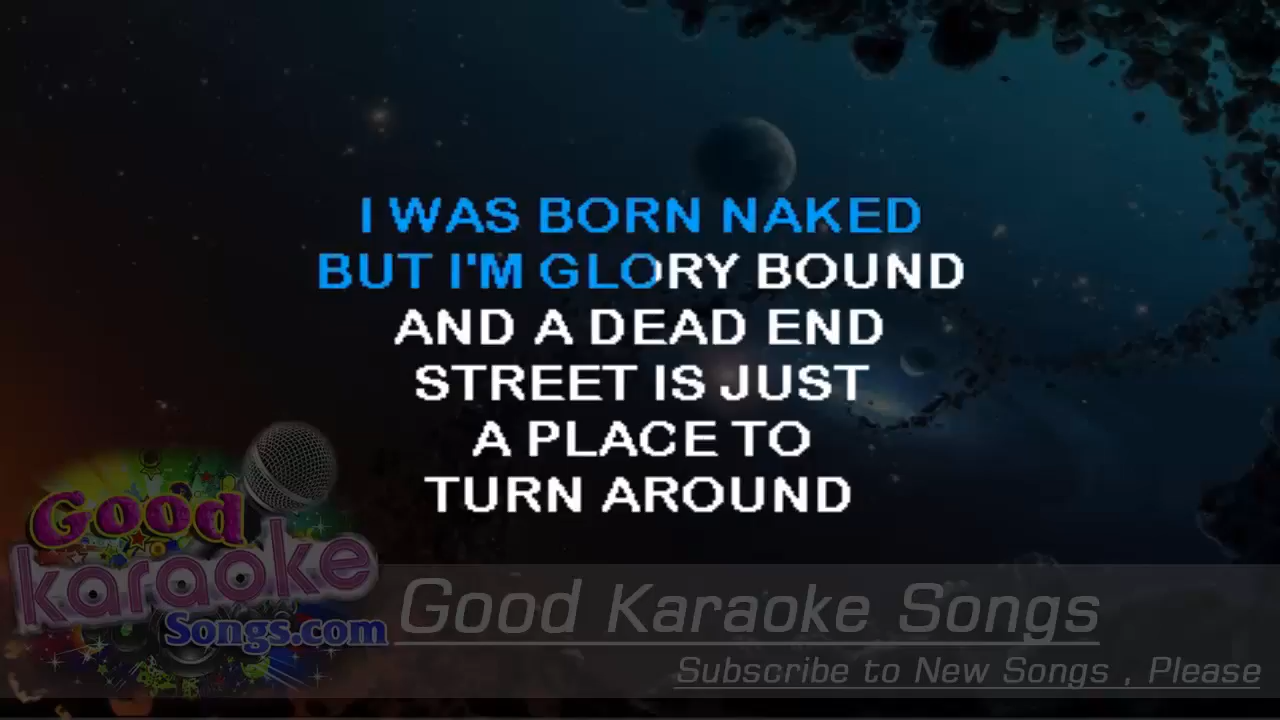 I WAS BORN NAKED
BUT I'M GLORY BOUND
AND A DEAD END
STREET IS JUST
A PLACE TO
TURN AROUND
Good
karaoke
Songs.com
Good Karaoke Songs
Subscribe to New Songs , Please